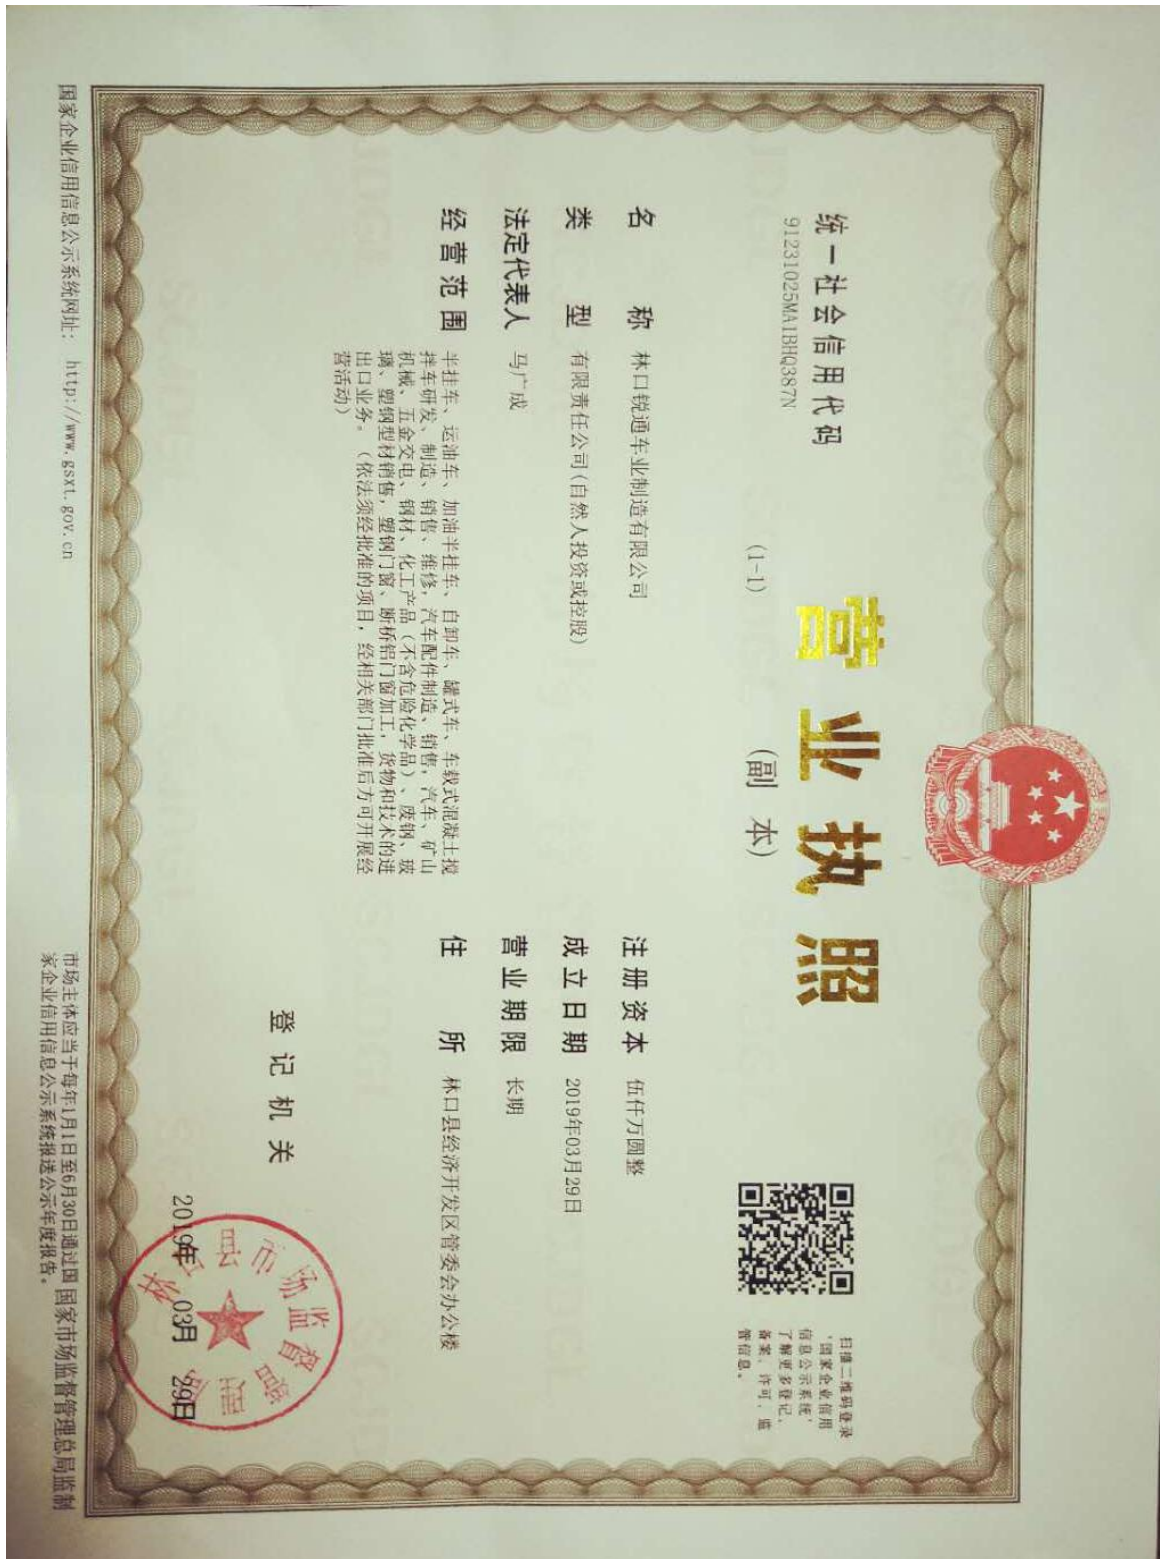 营业执照
(副 本)
(1-1)
统一社会信用代码
91231025MA1BHQ387N
扫描二维码登录
‘国家企业信用
信息公示系统’
了解更多登记、
备案、许可、监
管信息。
名 称 林口锐通车业制造有限公司
类 型 有限责任公司(自然人投资或控股)
法定代表人 马广成
经营范围 半挂车、运油车、加油半挂车、自卸车、罐式车、车载式混凝土搅
拌车研发、制造、销售、维修，汽车配件制造、销售，汽车、矿山
机械、五金交电、钢材、化工产品（不含危险化学品）、废钢、玻
璃、塑钢型材销售，塑钢门窗、断桥铝门窗加工，货物和技术的进
出口业务。（依法须经批准的项目，经相关部门批准后方可开展经
营活动）
注册资本 伍仟万圆整
成立日期 2019年03月29日
营业期限 长期
住 所 林口县经济开发区管委会办公楼
登记机关
林口县市场监督管理局
2019年 03月 29日
国家企业信用信息公示系统网址： http://www.gsxt.gov.cn
市场主体应当于每年1月1日至6月30日通过国
家企业信用信息公示系统报送公示年度报告。
国家市场监督管理总局监制